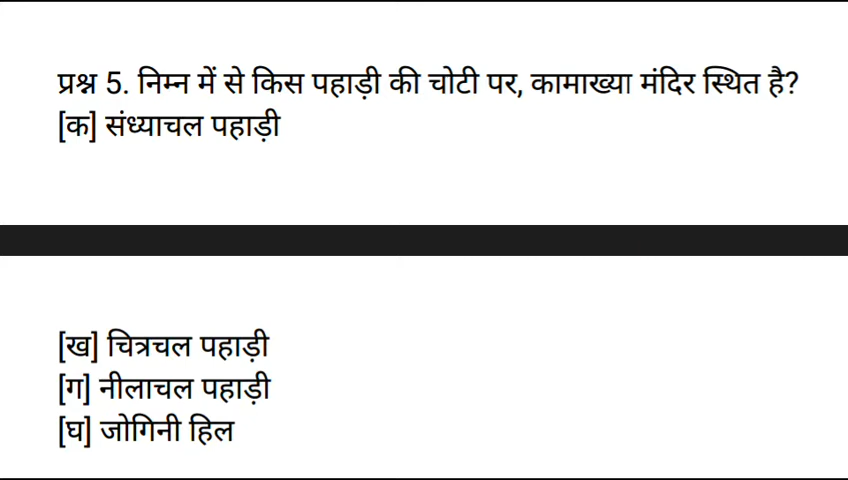 प्रश्न 5. निम्न में से किस पहाड़ी की चोटी पर, कामाख्या मंदिर स्थित है?
[क] संध्याचल पहाड़ी
[ख] चित्रचल पहाड़ी
[ग] नीलाचल पहाड़ी
[घ] जोगिनी हिल